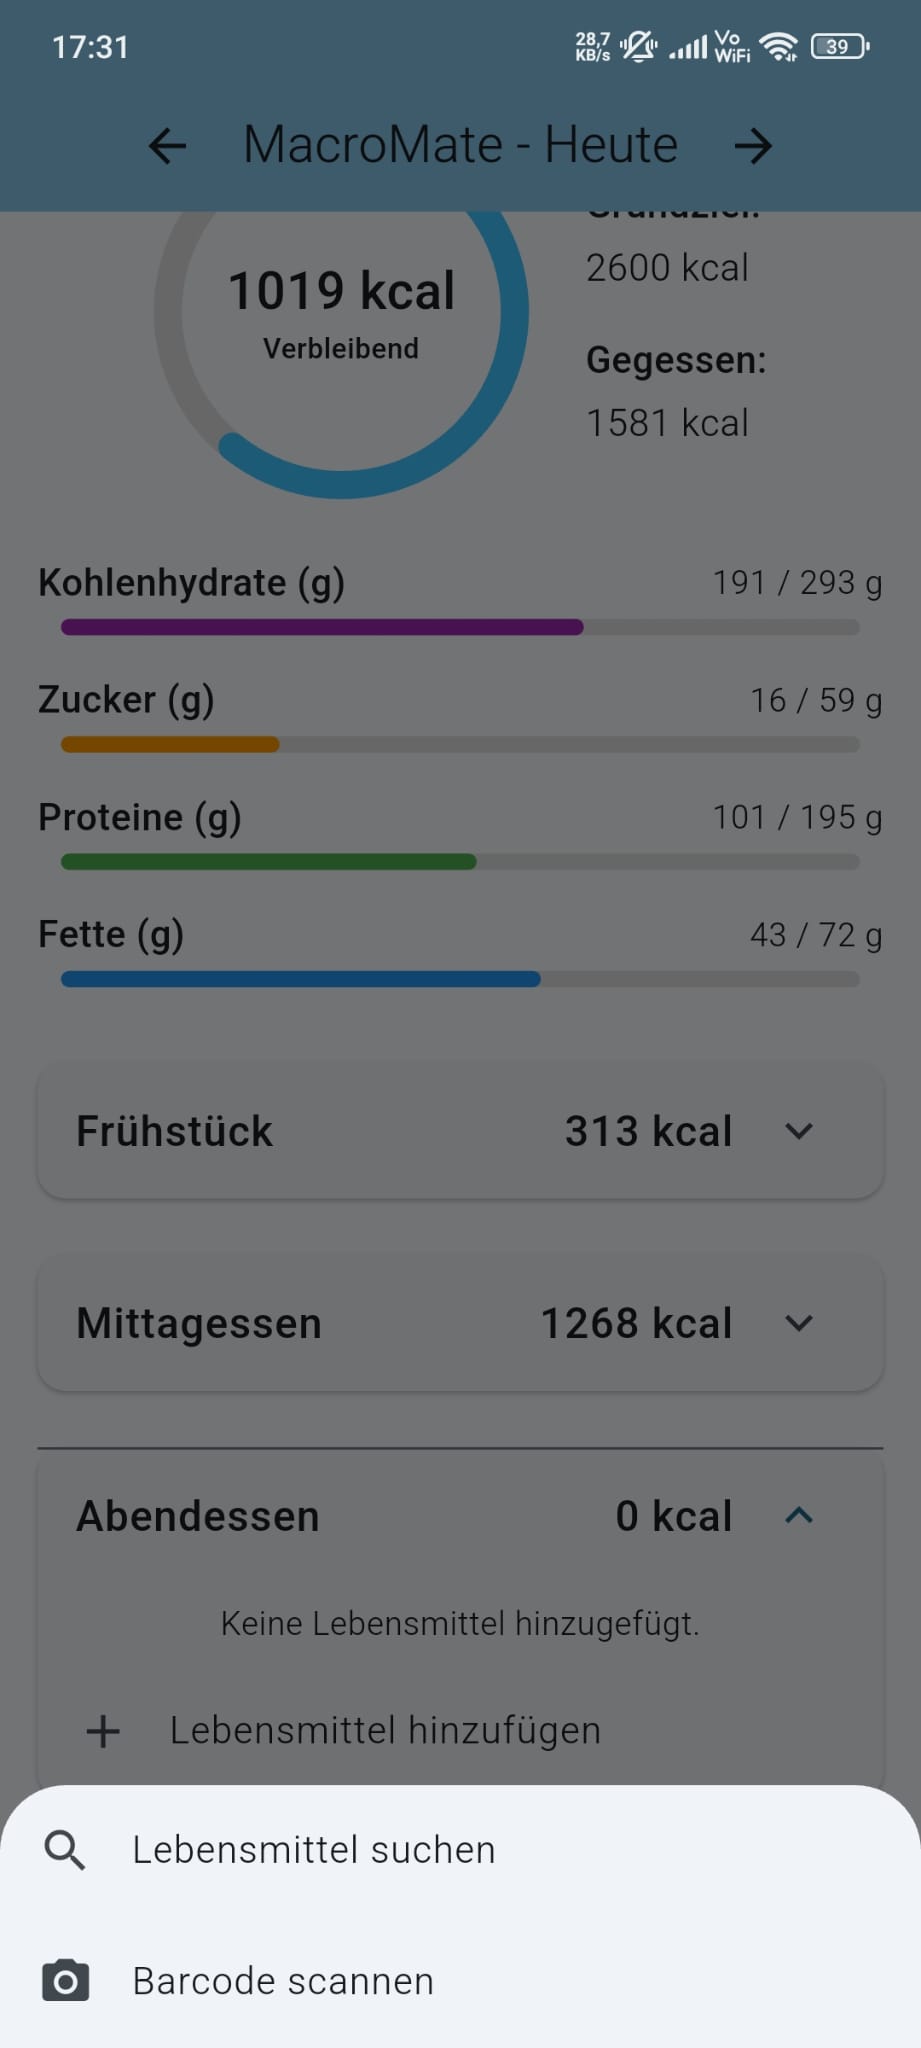 17:31
28,7
KB/s
Vo
WiFi
39
MacroMate - Heute
Grundziel:
2600 kcal
1019 kcal
Verbleibend
Gegessen:
1581 kcal
Kohlenhydrate (g) 191 / 293 g
Zucker (g) 16 / 59 g
Proteine (g) 101 / 195 g
Fette (g) 43 / 72 g
Frühstück 313 kcal
Mittagessen 1268 kcal
Abendessen 0 kcal
Keine Lebensmittel hinzugefügt.
Lebensmittel hinzufügen
Lebensmittel suchen
Barcode scannen